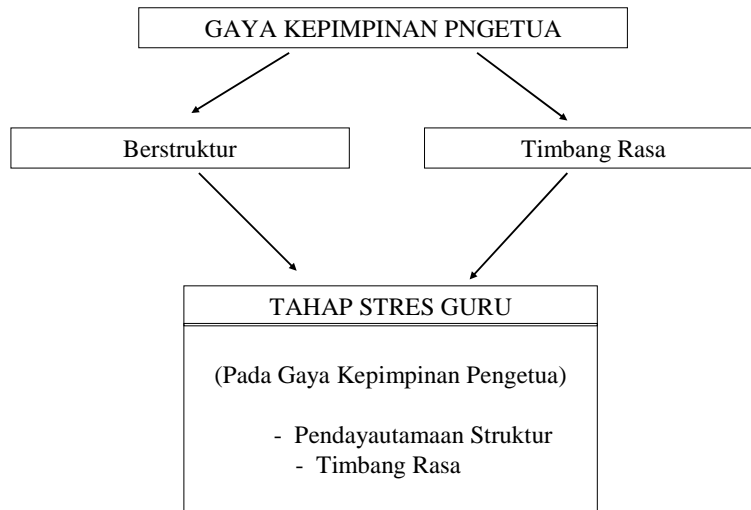 GAYA KEPIMPINAN PNGETUA
Berstruktur
Timbang Rasa
TAHAP STRES GURU
(Pada Gaya Kepimpinan Pengetua)
- Pendayautamaan Struktur
- Timbang Rasa